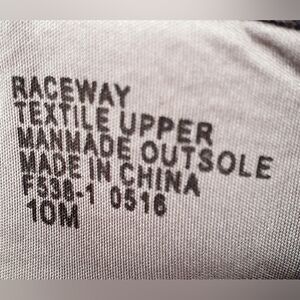 RACEWAY
TEXTILE UPPER
MANMADE OUTSOLE
MADE IN CHINA
F538-1 0516
10M